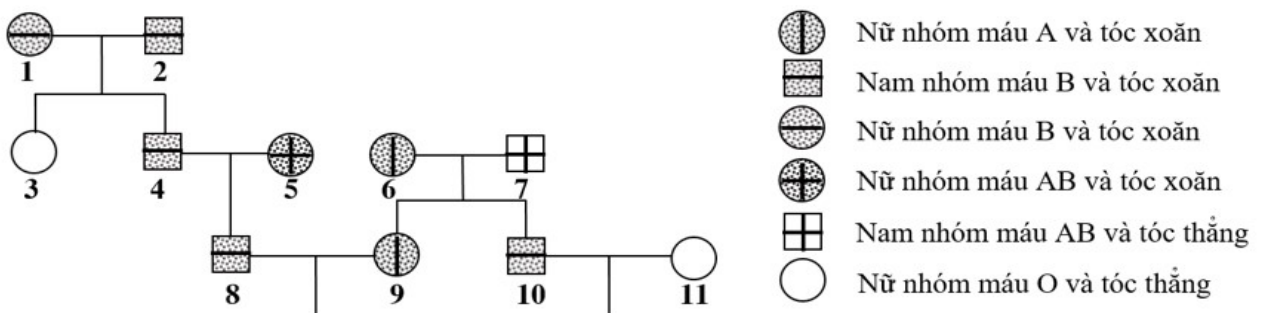 1 2
3 4 5 6 7
8 9 10 11
Nữ nhóm máu A và tóc xoăn
Nam nhóm máu B và tóc xoăn
Nữ nhóm máu B và tóc xoăn
Nữ nhóm máu AB và tóc xoăn
Nam nhóm máu AB và tóc thẳng
Nữ nhóm máu O và tóc thẳng